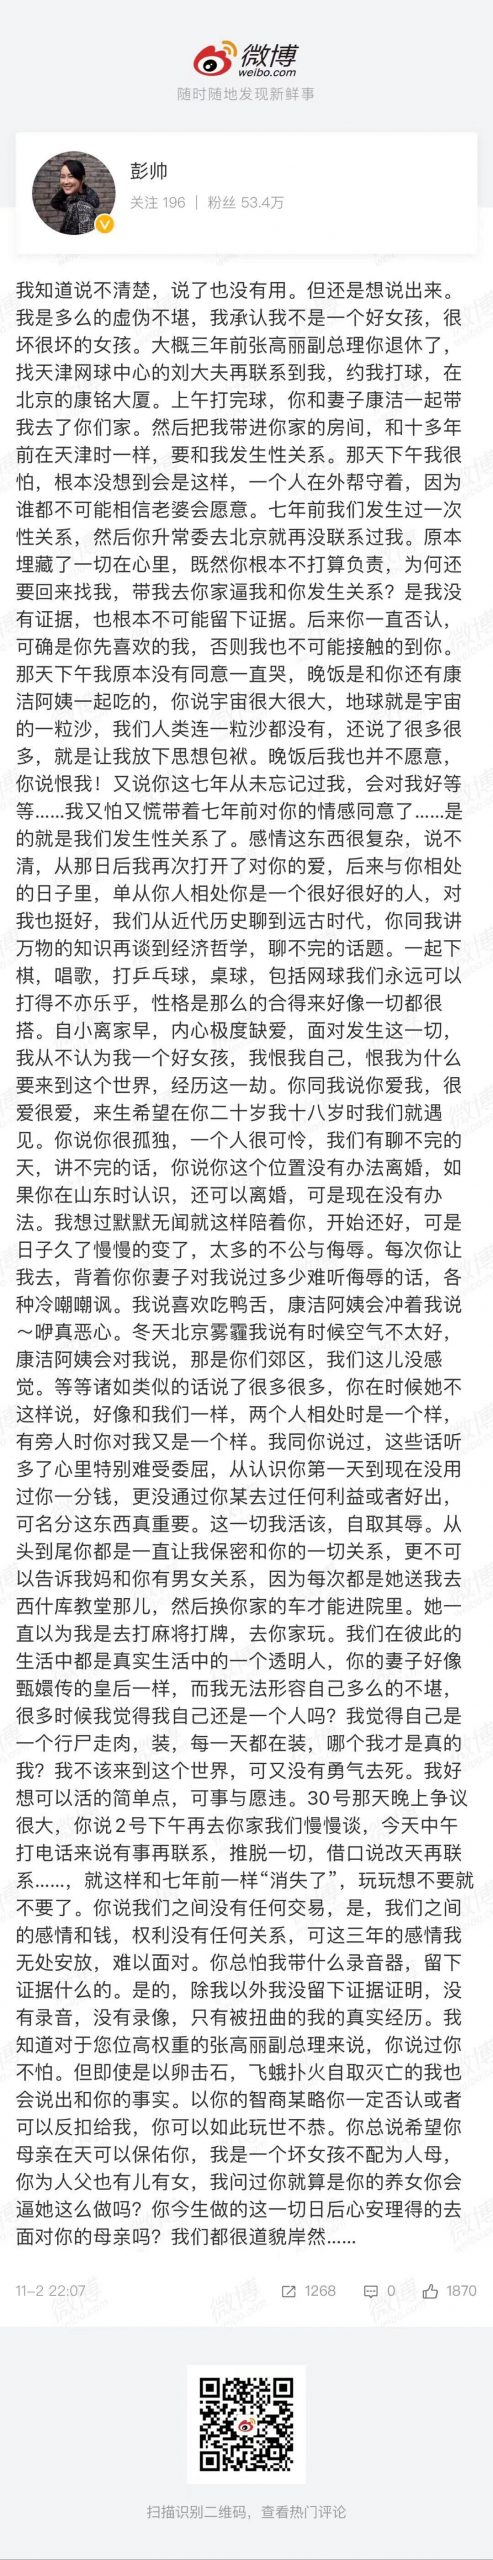 微博
weibo.com
随时随地发现新鲜事
彭帅
关注 196 | 粉丝 53.4万
我知道说不清楚，说了也没有用。但还是想说出来。
我是多么的虚伪不堪，我承认我不是一个好女孩，很
坏很坏的女孩。大概三年前张高丽副总理你退休了，
找天津网球中心的刘大夫再联系到我，约我打球，在
北京的康铭大厦。上午打完球，你和妻子康洁一起带
我去了你们家。然后把我带进你家的房间，和十多年
前在天津时一样，要和我发生性关系。那天下午我很
怕，根本没想到会是这样，一个人在外帮守着，因为
谁都不可能相信老婆会愿意。七年前我们发生过一次
性关系，然后你升常委去北京就再没联系过我。原本
埋藏了一切在心里，既然你根本不打算负责，为何还
要回来找我，带我去你家逼我和你发生关系？是我没
有证据，也根本不可能留下证据。后来你一直否认，
可确是你先喜欢的我，否则我也不可能接触的到你。
那天下午我原本没有同意一直哭，晚饭是和你还有康
洁阿姨一起吃的，你说宇宙很大很大，地球就是宇宙
的一粒沙，我们人类连一粒沙都没有，还说了很多很
多，就是让我放下思想包袱。晚饭后我也并不愿意，
你说恨我！又说你这七年从未忘记过我，会对我好等
等……我又怕又慌带着七年前对你的情感同意了……是
的就是我们发生性关系了。感情这东西很复杂，说不
清，从那日后我再次打开了对你的爱，后来与你相处
的日子里，单从你人相处你是一个很好很好的人，对
我也挺好，我们从近代历史聊到远古时代，你同我讲
万物的知识再谈到经济哲学，聊不完的话题。一起下
棋，唱歌，打乒乓球，桌球，包括网球我们永远可以
打得不亦乐乎，性格是那么的合得来好像一切都很
搭。自小离家早，内心极度缺爱，面对发生这一切，
我从不认为我一个好女孩，我恨我自己，恨我为什么
要来到这个世界，经历这一劫。你同我说你爱我，很
爱很爱，来生希望在你二十岁我十八岁时我们就遇
见。你说你很孤独，一个人很可怜，我们有聊不完的
天，讲不完的话，你说你这个位置没有办法离婚，如
果你在山东时认识，还可以离婚，可是现在没有办
法。我想过默默无闻就这样陪着你，开始还好，可是
日子久了慢慢的变了，太多的不公与侮辱。每次你让
我去，背着你你妻子对我说过多少难听侮辱的话，各
种冷嘲嘲讽。我说喜欢吃鸭舌，康洁阿姨会冲着我说
～咿真恶心。冬天北京雾霾我说有时候空气不太好，
康洁阿姨会对我说，那是你们郊区，我们这儿没感
觉。等等诸如类似的话说了很多很多，你在时候她不
这样说，好像和我们一样，两个人相处时是一个样，
有旁人时你对我又是一个样。我同你说过，这些话听
多了心里特别难受委屈，从认识你第一天到现在没用
过你一分钱，更没通过你某去过任何利益或者好出，
可名分这东西真重要。这一切我活该，自取其辱。从
头到尾你都是一直让我保密和你的一切关系，更不可
以告诉我妈和你有男女关系，因为每次都是她送我去
西什库教堂那儿，然后换你家的车才能进院里。她一
直以为我是去打麻将打牌，去你家玩。我们在彼此的
生活中都是真实生活中的一个透明人，你的妻子好像
甄嬛传的皇后一样，而我无法形容自己多么的不堪，
很多时候我觉得我自己还是一个人吗？我觉得自己是
一个行尸走肉，装，每一天都在装，哪个我才是真的
我？我不该来到这个世界，可又没有勇气去死。我好
想可以活的简单点，可事与愿违。30号那天晚上争议
很大，你说2号下午再去你家我们慢慢谈，今天中午
打电话来说有事再联系，推脱一切，借口说改天再联
系……，就这样和七年前一样“消失了”，玩玩想不要就
不要了。你说我们之间没有任何交易，是，我们之间
的感情和钱，权利没有任何关系，可这三年的感情我
无处安放，难以面对。你总怕我带什么录音器，留下
证据什么的。是的，除我以外我没留下证据证明，没
有录音，没有录像，只有被扭曲的我的真实经历。我
知道对于您位高权重的张高丽副总理来说，你说过你
不怕。但即使是以卵击石，飞蛾扑火自取灭亡的我也
会说出和你的事实。以你的智商某略你一定否认或者
可以反扣给我，你可以如此玩世不恭。你总说希望你
母亲在天可以保佑你，我是一个坏女孩不配为人母，
你为人父也有儿有女，我问过你就算是你的养女你会
逼她这么做吗？你今生做的这一切日后心安理得的去
面对你的母亲吗？我们都很道貌岸然……
11-2 22:07 1268 0 1870
扫描识别二维码，查看热门评论